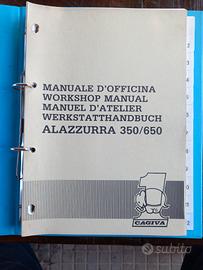 MANUALE D'OFFICINA
WORKSHOP MANUAL
MANUEL D'ATELIER
WERKSTATTHANDBUCH
ALAZZURRA 350/650
CAGIVA
subito